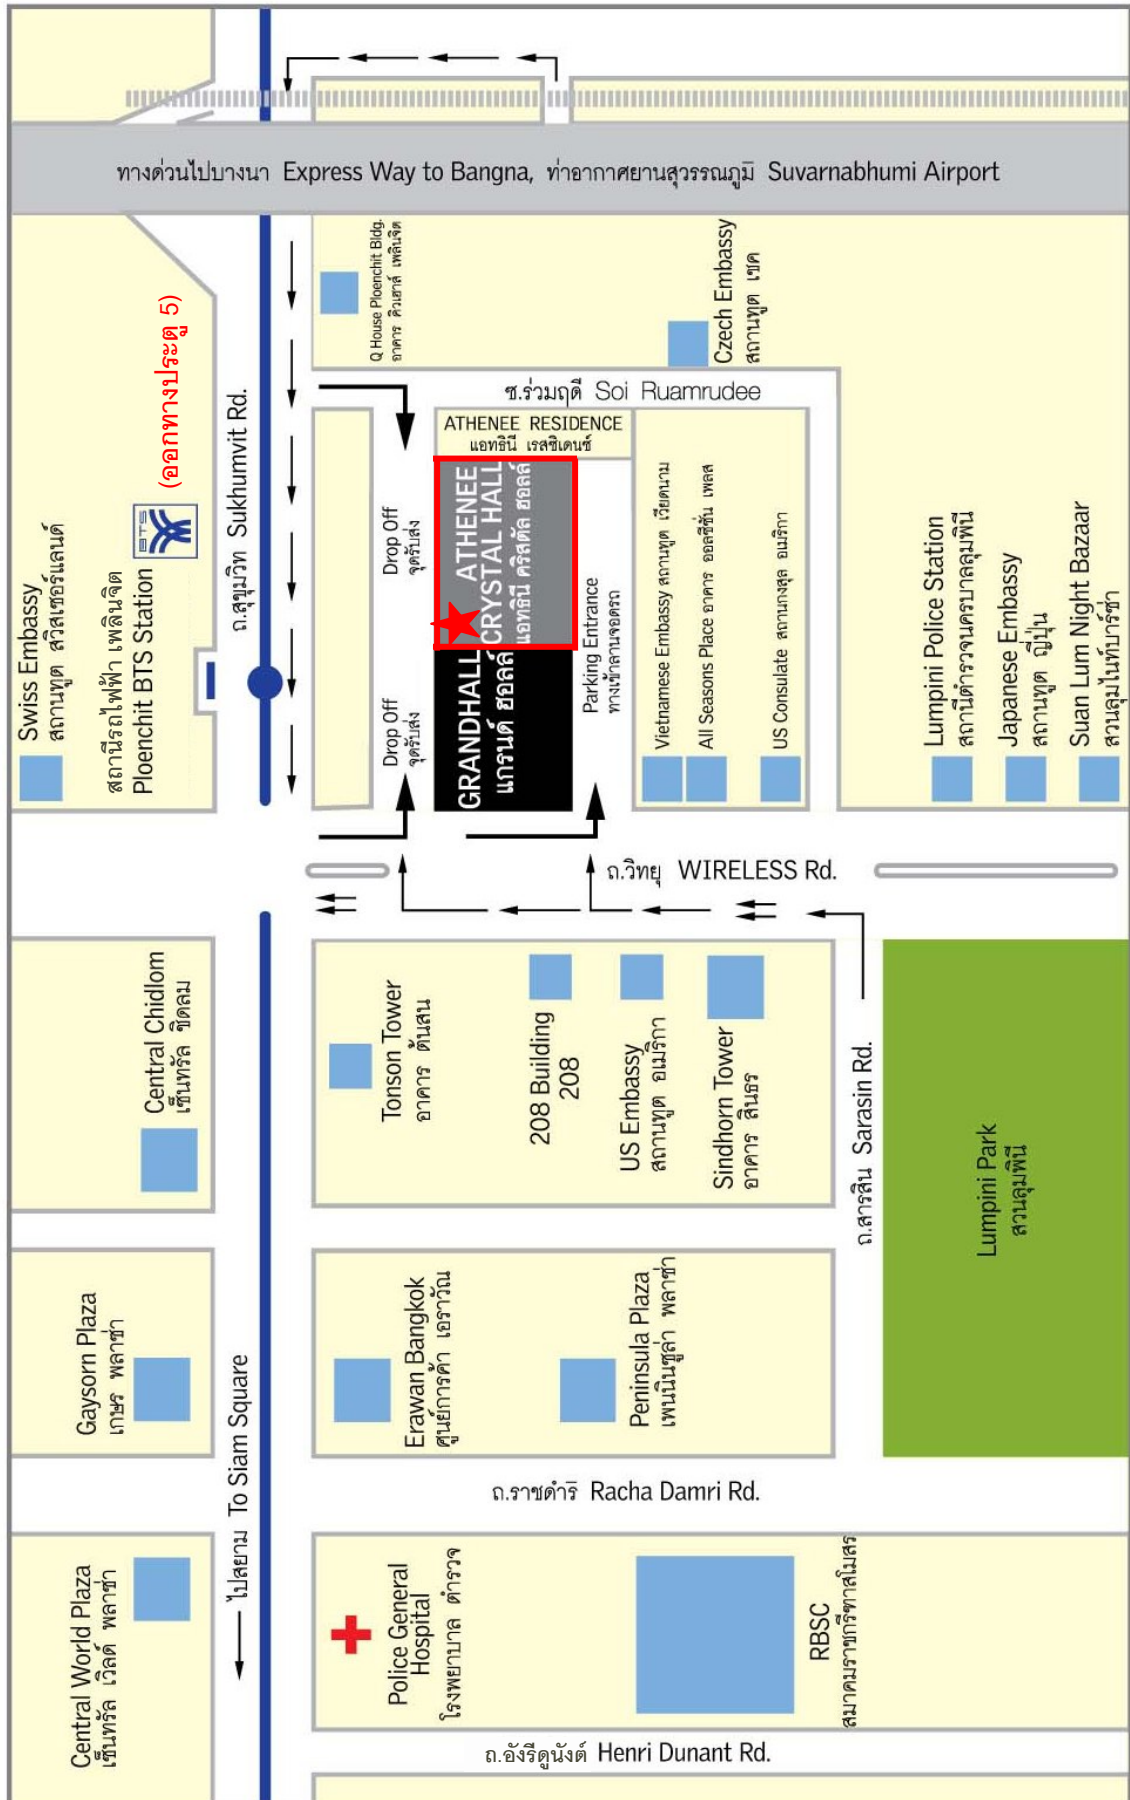 ทางด่วนไปบางนา Express Way to Bangna, ท่าอากาศยานสุวรรณภูมิ Suvarnabhumi Airport
Q House Ploenchit Bldg.
อาคาร คิวเฮาส์ เพลินจิต
Czech Embassy
สถานทูต เชค
(ออกทางประตู 5)
ถ.สุขุมวิท Sukhumvit Rd.
ซ.ร่วมฤดี Soi Ruamrudee
ATHENEE RESIDENCE
แอทธินี เรสซิเดนซ์
Swiss Embassy
สถานทูต สวิสเซอร์แลนด์
สถานีรถไฟฟ้า เพลินจิต
Ploenchit BTS Station
BTS
Drop Off
จุดรับส่ง
ATHENEE
CRYSTAL HALL
แอทธินี คริสตัล ฮอลล์
Drop Off
จุดรับส่ง
GRANDHALL
แกรนด์ ฮอลล์
Parking Entrance
ทางเข้าลานจอดรถ
Vietnamese Embassy สถานทูต เวียดนาม
All Seasons Place อาคาร ออลซีซั่น เพลส
US Consulate สถานกงสุล อเมริกา
Lumpini Police Station
สถานีตำรวจนครบาลลุมพินี
Japanese Embassy
สถานทูต ญี่ปุ่น
Suan Lum Night Bazaar
สวนลุมไนท์บาร์ซ่า
ถ.วิทยุ WIRELESS Rd.
Central Chidlom
เซ็นทรัล ชิดลม
Tonson Tower
อาคาร ต้นสน
208 Building
208
US Embassy
สถานทูต อเมริกา
Sindhorn Tower
อาคาร สินธร
ถ.สารสิน Sarasin Rd.
Lumpini Park
สวนลุมพินี
Gaysorn Plaza
เกษร พลาซ่า
Erawan Bangkok
ศูนย์การค้า เอราวัณ
Peninsula Plaza
เพนนินซูล่า พลาซ่า
ไปสยาม To Siam Square
ถ.ราชดำริ Racha Damri Rd.
Central World Plaza
เซ็นทรัล เวิลด์ พลาซ่า
Police General
Hospital
โรงพยาบาล ตำรวจ
RBSC
สมาคมราชกรีฑาสโมสร
ถ.อังรีดูนังต์ Henri Dunant Rd.